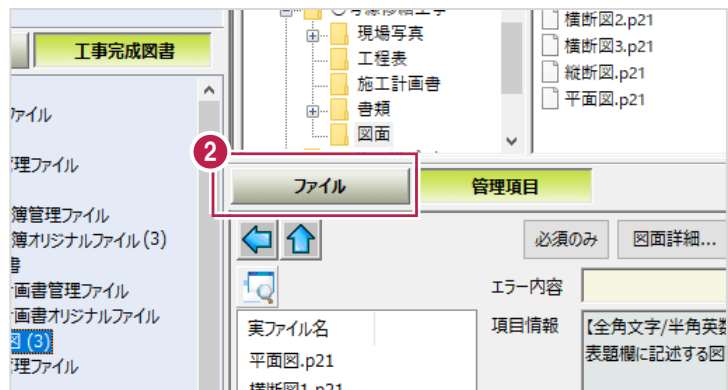 工事完成図書
ファイル
理ファイル
簿管理ファイル
簿オリジナルファイル(3)
書
画書管理ファイル
画書オリジナルファイル
図(3)
理ファイル
現場写真
工程表
施工計画書
書類
図面
横断図2.p21
横断図3.p21
縦断図.p21
平面図.p21
2
ファイル
管理項目
必須のみ
図面詳細...
エラー内容
実ファイル名
平面図.p21
横断図1.p21
項目情報
【全角文字/半角英数
表題欄に記述する図